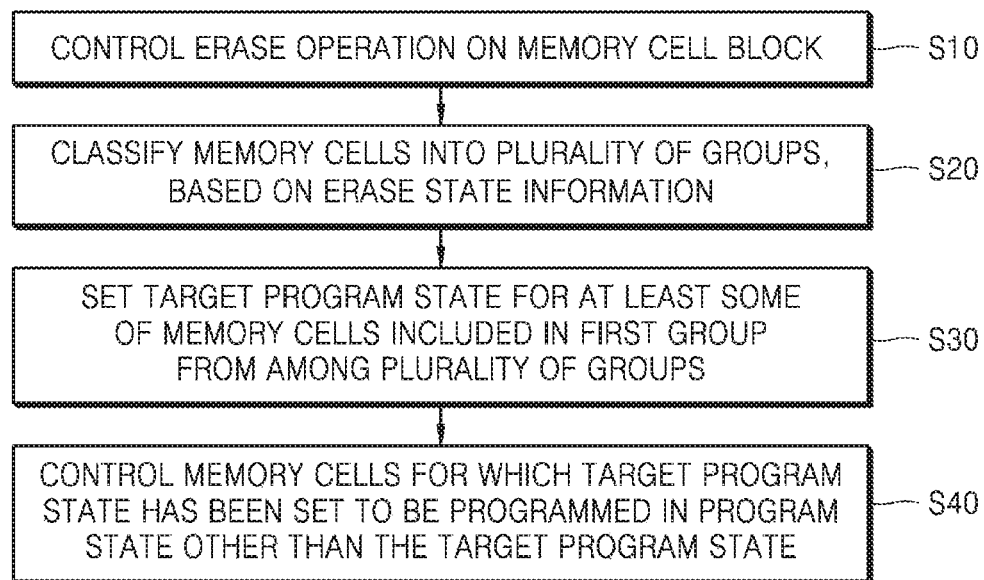 CONTROL ERASE OPERATION ON MEMORY CELL BLOCK
S10
CLASSIFY MEMORY CELLS INTO PLURALITY OF GROUPS,
BASED ON ERASE STATE INFORMATION
S20
SET TARGET PROGRAM STATE FOR AT LEAST SOME
OF MEMORY CELLS INCLUDED IN FIRST GROUP
FROM AMONG PLURALITY OF GROUPS
S30
CONTROL MEMORY CELLS FOR WHICH TARGET PROGRAM
STATE HAS BEEN SET TO BE PROGRAMMED IN PROGRAM
STATE OTHER THAN THE TARGET PROGRAM STATE
S40